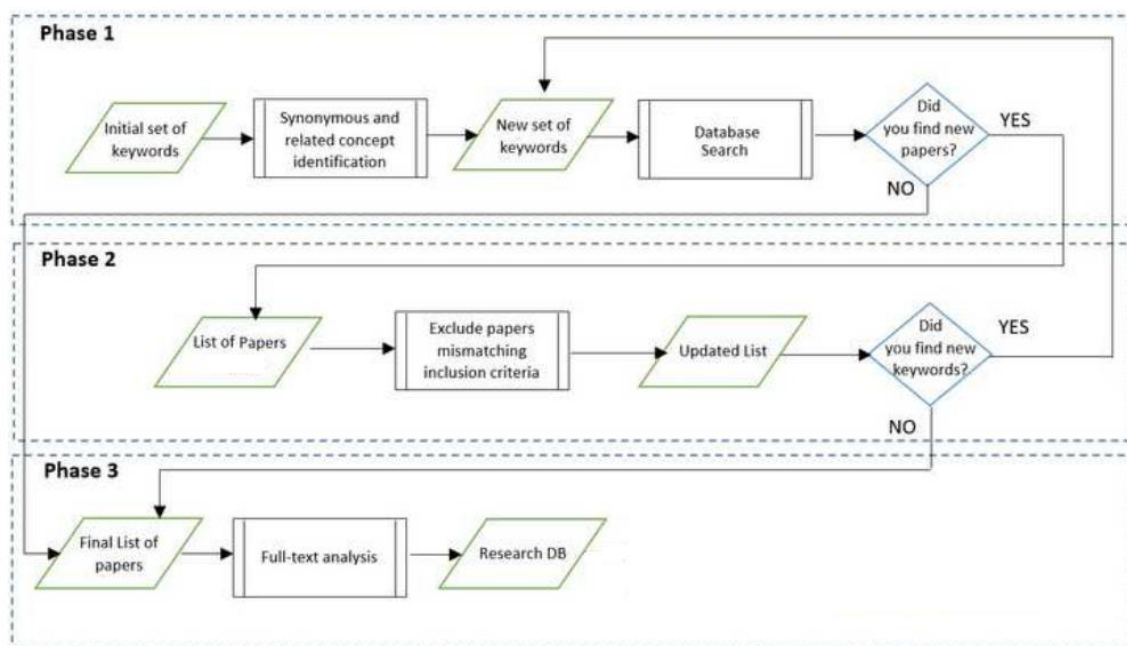 Phase 1
Initial set of
keywords
Synonymous and
related concept
identification
New set of
keywords
Database
Search
Did
you find new
papers?
YES
NO
Phase 2
List of Papers
Exclude papers
mismatching
inclusion criteria
Updated List
Did
you find new
keywords?
YES
NO
Phase 3
Final List of
papers
Full-text analysis
Research DB